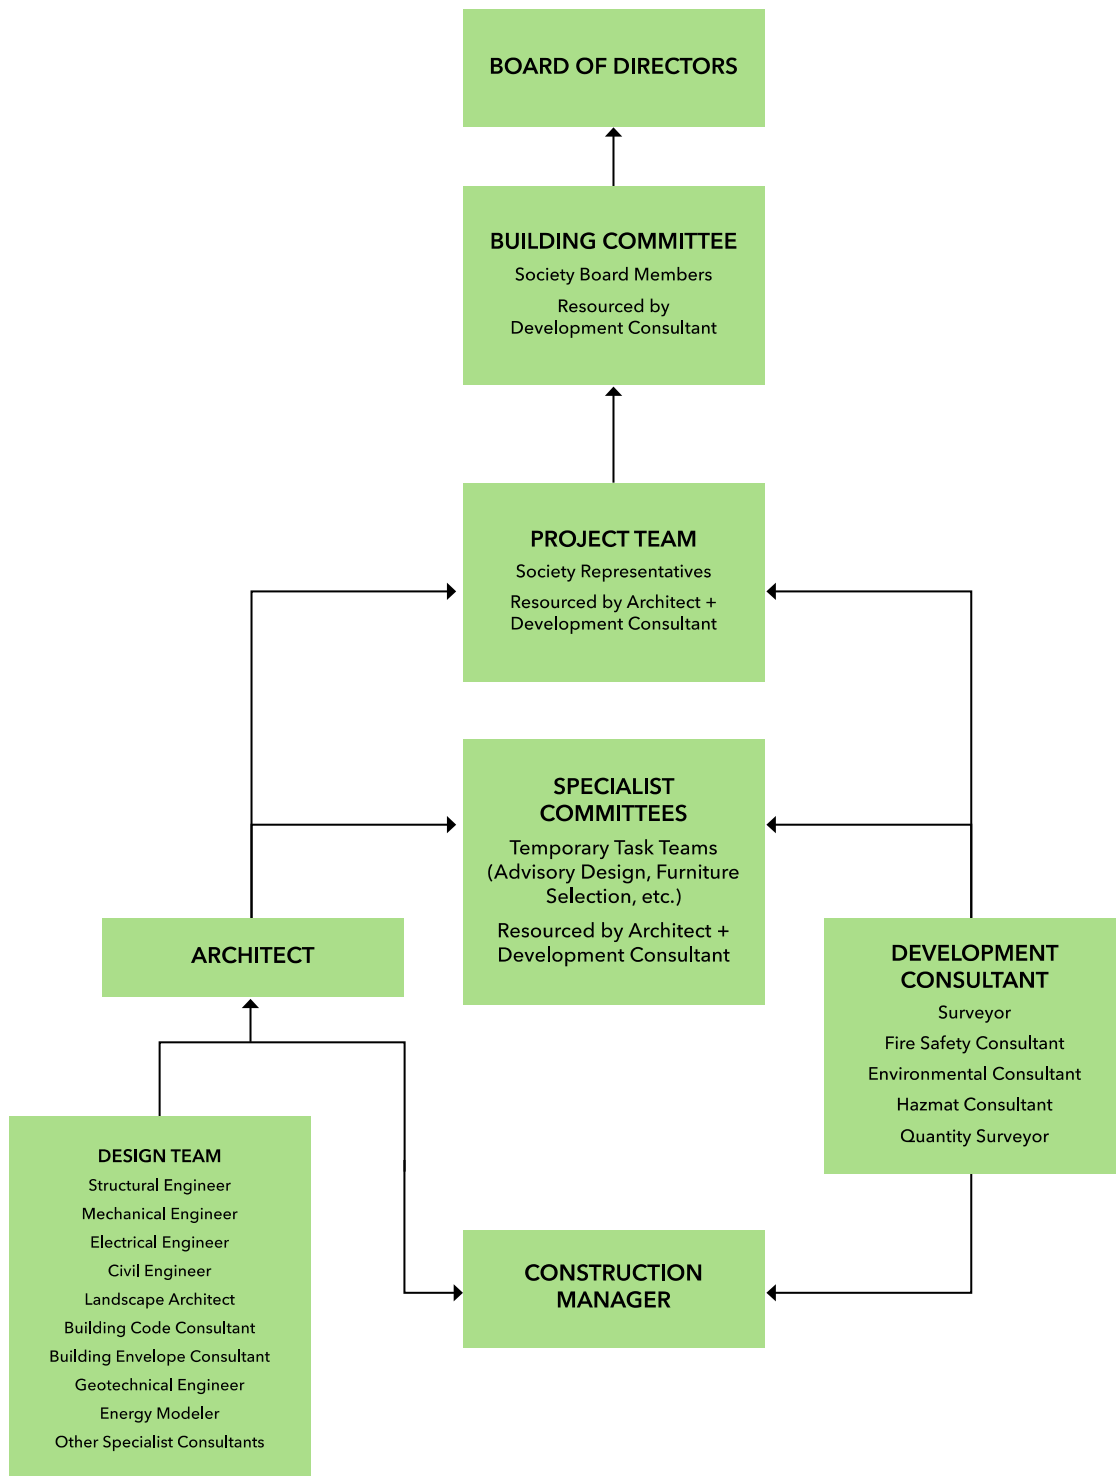 BOARD OF DIRECTORS
BUILDING COMMITTEE
Society Board Members
Resourced by
Development Consultant
PROJECT TEAM
Society Representatives
Resourced by Architect +
Development Consultant
SPECIALIST
COMMITTEES
Temporary Task Teams
(Advisory Design, Furniture
Selection, etc.)
Resourced by Architect +
Development Consultant
ARCHITECT
DEVELOPMENT
CONSULTANT
Surveyor
Fire Safety Consultant
Environmental Consultant
Hazmat Consultant
Quantity Surveyor
DESIGN TEAM
Structural Engineer
Mechanical Engineer
Electrical Engineer
Civil Engineer
Landscape Architect
Building Code Consultant
Building Envelope Consultant
Geotechnical Engineer
Energy Modeler
Other Specialist Consultants
CONSTRUCTION
MANAGER